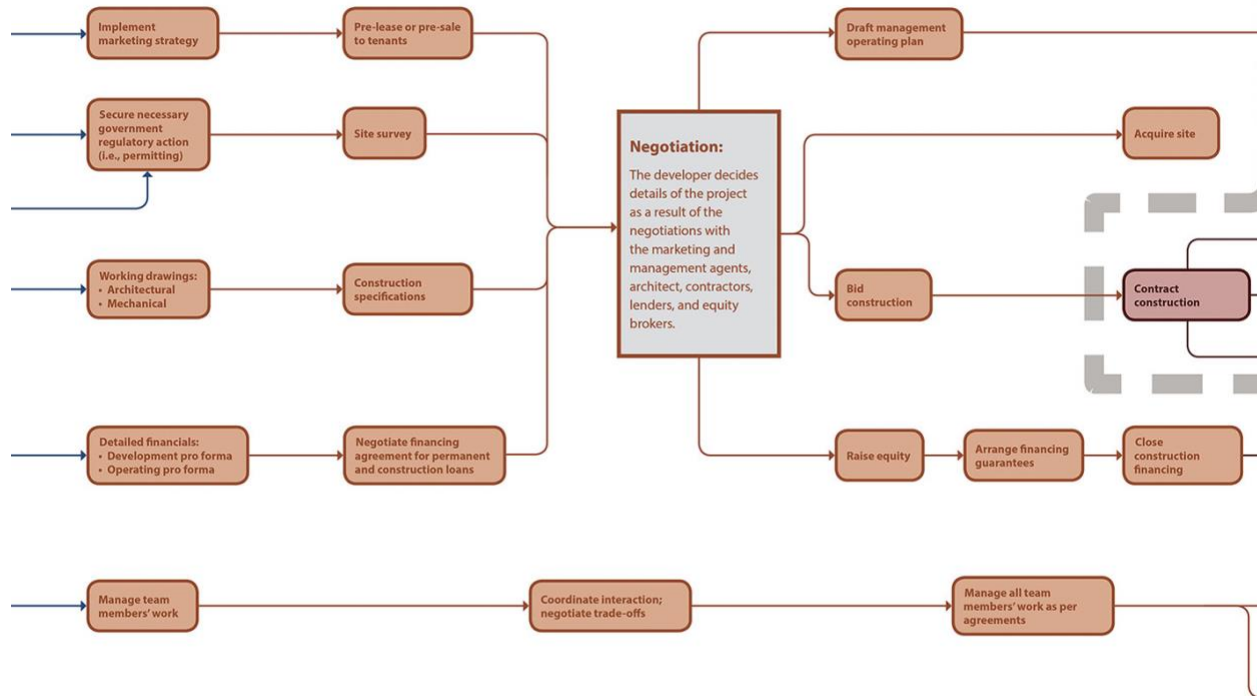 Implement
marketing strategy
Pre-lease or pre-sale
to tenants
Draft management
operating plan
Secure necessary
government
regulatory action
(i.e., permitting)
Site survey
Negotiation:
The developer decides
details of the project
as a result of the
negotiations with
the marketing and
management agents,
architect, contractors,
lenders, and equity
brokers.
Acquire site
Working drawings:
• Architectural
• Mechanical
Construction
specifications
Bid
construction
Contract
construction
Detailed financials:
• Development pro forma
• Operating pro forma
Negotiate financing
agreement for permanent
and construction loans
Raise equity
Arrange financing
guarantees
Close
construction
financing
Manage team
members’ work
Coordinate interaction;
negotiate trade-offs
Manage all team
members’ work as per
agreements